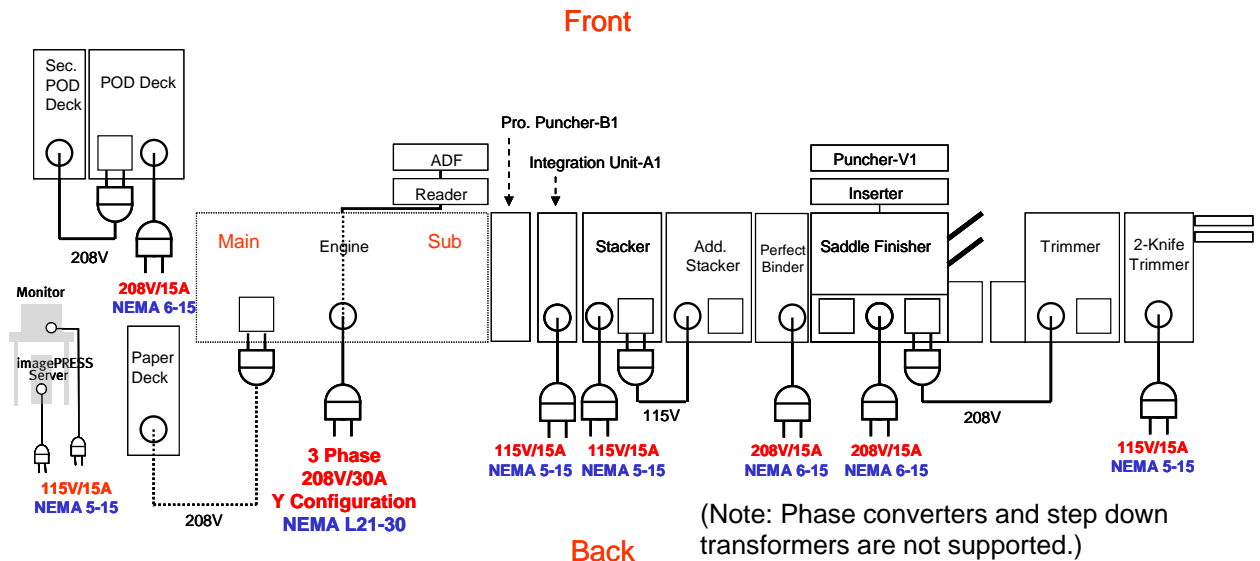 Front
Sec.
POD
Deck
POD Deck
208V
208V/15A
NEMA 6-15
Pro. Puncher-B1
Integration Unit-A1
ADF
Reader
Puncher-V1
Inserter
Main
Engine
Sub
Stacker
Add.
Stacker
Perfect
Binder
Saddle Finisher
Trimmer
2-Knife
Trimmer
Monitor
imagePRESS
Server
115V/15A
NEMA 5-15
Paper
Deck
208V
3 Phase
208V/30A
Y Configuration
NEMA L21-30
115V/15A
NEMA 5-15
115V/15A
NEMA 5-15
115V
208V/15A
NEMA 6-15
208V/15A
NEMA 6-15
208V
115V/15A
NEMA 5-15
(Note: Phase converters and step down
transformers are not supported.)
Back